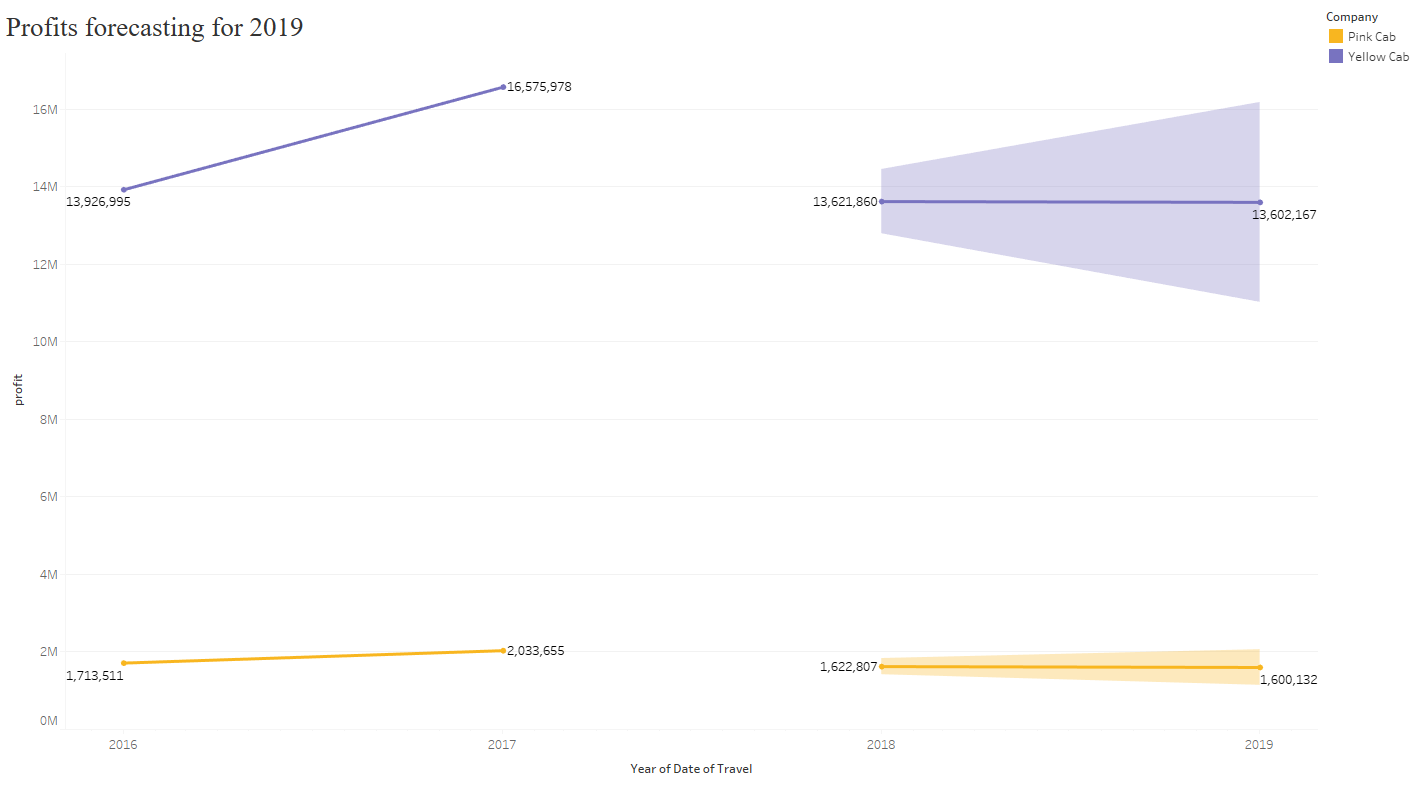 Profits forecasting for 2019
Company
Pink Cab
Yellow Cab
16,575,978
16M
14M
13,926,995
13,621,860
13,602,167
12M
10M
profit
8M
6M
4M
2M
2,033,655
1,713,511
1,622,807
1,600,132
0M
2016 2017 2018 2019
Year of Date of Travel